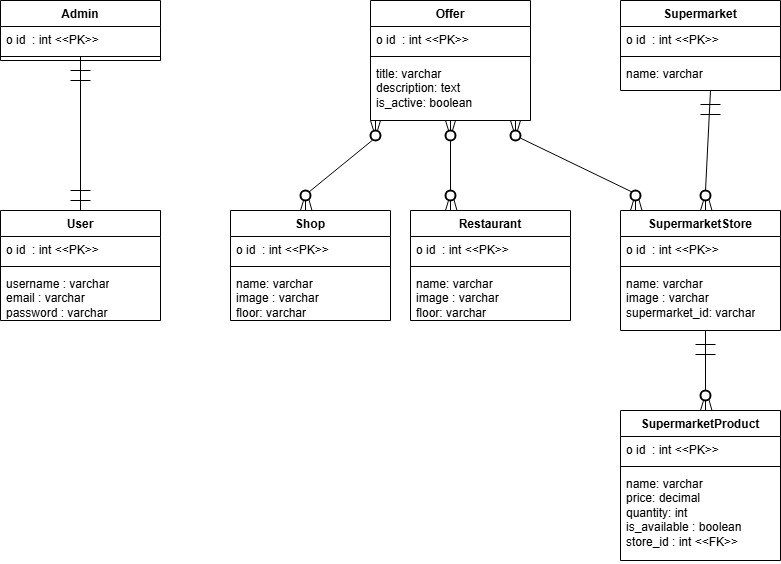 Admin
o id : int <<PK>>
Offer
o id : int <<PK>>
title: varchar
description: text
is_active: boolean
Supermarket
o id : int <<PK>>
name: varchar
User
o id : int <<PK>>
username : varchar
email : varchar
password : varchar
Shop
o id : int <<PK>>
name: varchar
image : varchar
floor: varchar
Restaurant
o id : int <<PK>>
name: varchar
image : varchar
floor: varchar
SupermarketStore
o id : int <<PK>>
name: varchar
image : varchar
supermarket_id: varchar
SupermarketProduct
o id : int <<PK>>
name: varchar
price: decimal
quantity: int
is_available : boolean
store_id : int <<FK>>